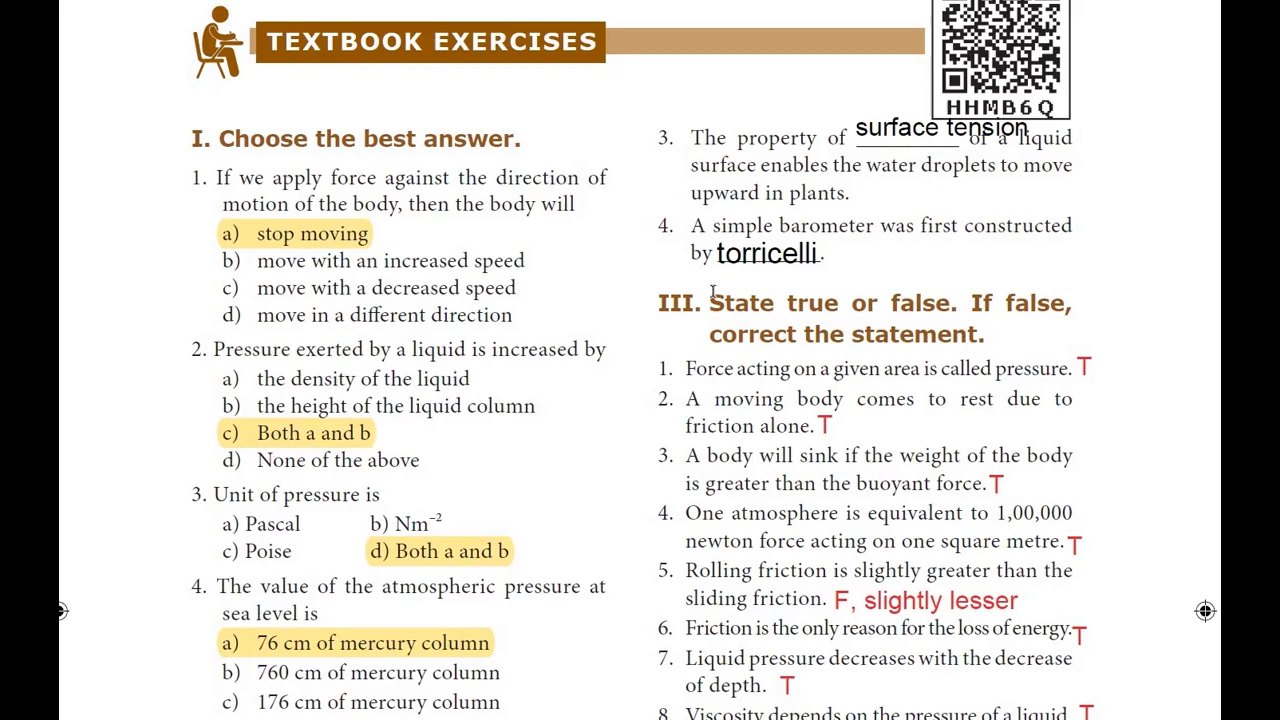 TEXTBOOK EXERCISES
HHMB6Q
I. Choose the best answer.
1. If we apply force against the direction of
motion of the body, then the body will
a) stop moving
b) move with an increased speed
c) move with a decreased speed
d) move in a different direction
2. Pressure exerted by a liquid is increased by
a) the density of the liquid
b) the height of the liquid column
c) Both a and b
d) None of the above
3. Unit of pressure is
a) Pascal b) Nm⁻²
c) Poise d) Both a and b
4. The value of the atmospheric pressure at
sea level is
a) 76 cm of mercury column
b) 760 cm of mercury column
c) 176 cm of mercury column
3. The property of surface tension of a liquid
surface enables the water droplets to move
upward in plants.
4. A simple barometer was first constructed
by torricelli.
III. State true or false. If false,
correct the statement.
1. Force acting on a given area is called pressure. T
2. A moving body comes to rest due to
friction alone. T
3. A body will sink if the weight of the body
is greater than the buoyant force. T
4. One atmosphere is equivalent to 1,00,000
newton force acting on one square metre. T
5. Rolling friction is slightly greater than the
sliding friction. F, slightly lesser
6. Friction is the only reason for the loss of energy. T
7. Liquid pressure decreases with the decrease
of depth. T
8. Viscosity depends on the pressure of a liquid. T